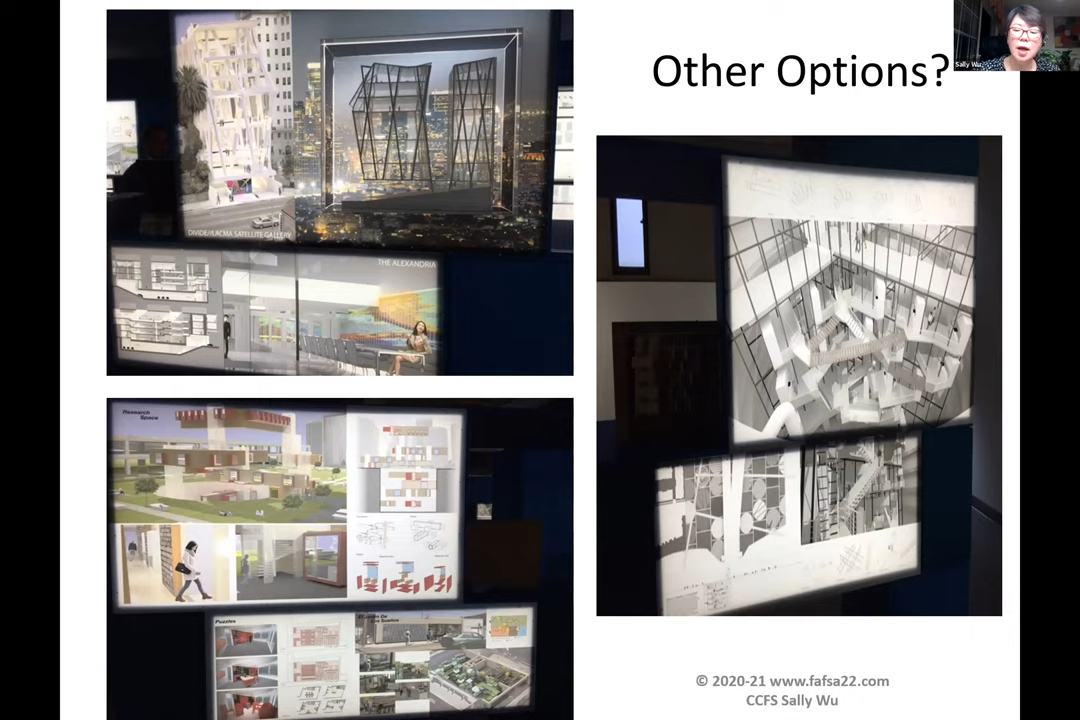 Other Options?
Sally Wu
DIVIDE//LACMA SATELLITE GALLERY
THE ALEXANDRIA
Research
Space
Puzzles
© 2020-21 www.fafsa22.com
CCFS Sally Wu